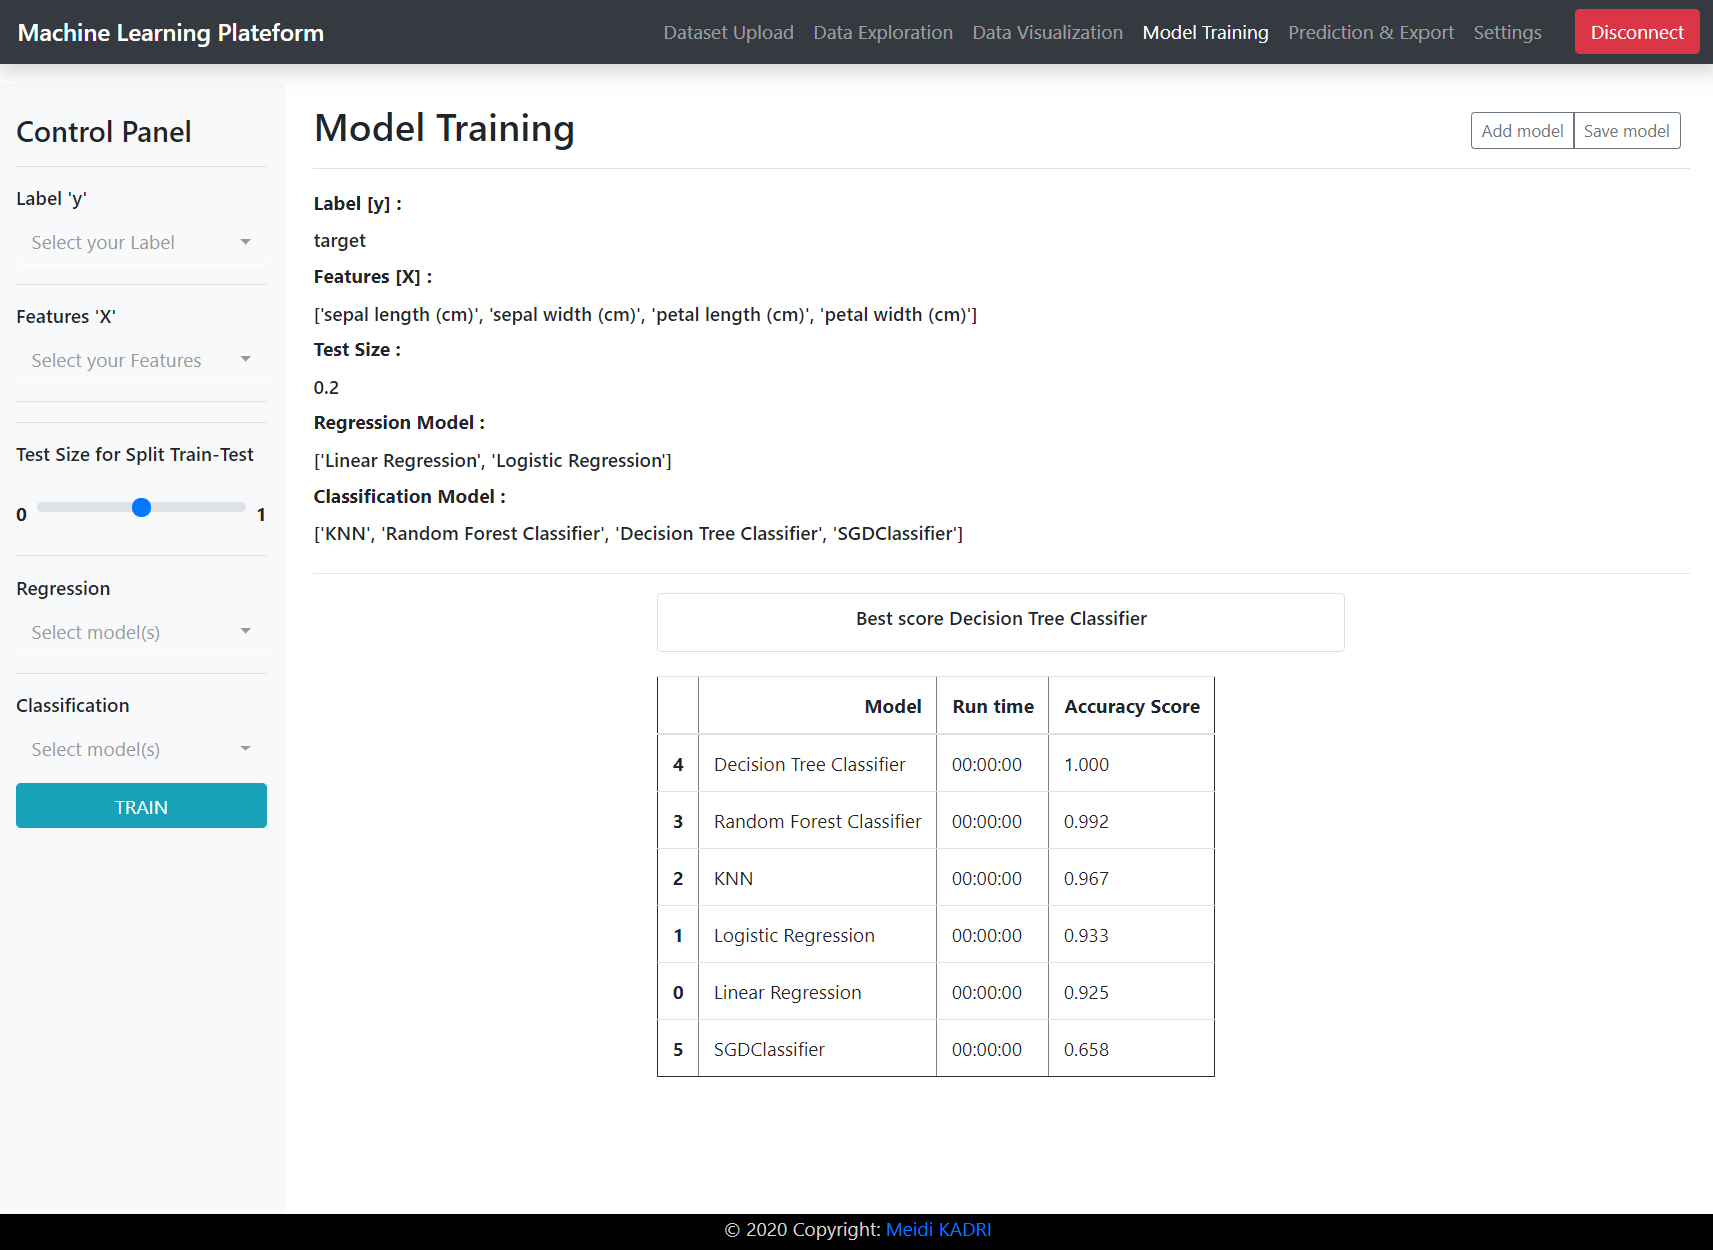 Machine Learning Plateform
Dataset Upload Data Exploration Data Visualization Model Training Prediction & Export Settings Disconnect
Control Panel
Label 'y'
Select your Label
Features 'X'
Select your Features
Test Size for Split Train-Test
0 1
Regression
Select model(s)
Classification
Select model(s)
TRAIN
Model Training
Add model Save model
Label [y] :
target
Features [X] :
['sepal length (cm)', 'sepal width (cm)', 'petal length (cm)', 'petal width (cm)']
Test Size :
0.2
Regression Model :
['Linear Regression', 'Logistic Regression']
Classification Model :
['KNN', 'Random Forest Classifier', 'Decision Tree Classifier', 'SGDClassifier']
Best score Decision Tree Classifier
Model Run time Accuracy Score
4 Decision Tree Classifier 00:00:00 1.000
3 Random Forest Classifier 00:00:00 0.992
2 KNN 00:00:00 0.967
1 Logistic Regression 00:00:00 0.933
0 Linear Regression 00:00:00 0.925
5 SGDClassifier 00:00:00 0.658
© 2020 Copyright: Meidi KADRI